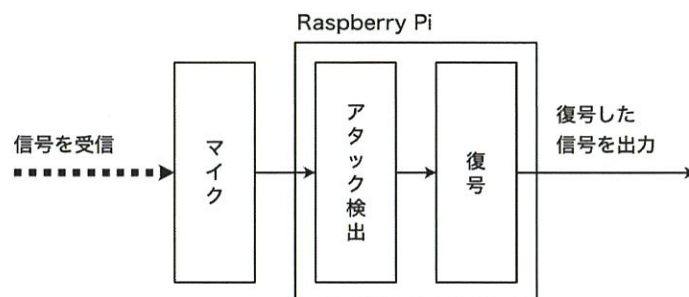 Raspberry Pi
信号を受信
マイク
アタック検出
復号
復号した
信号を出力